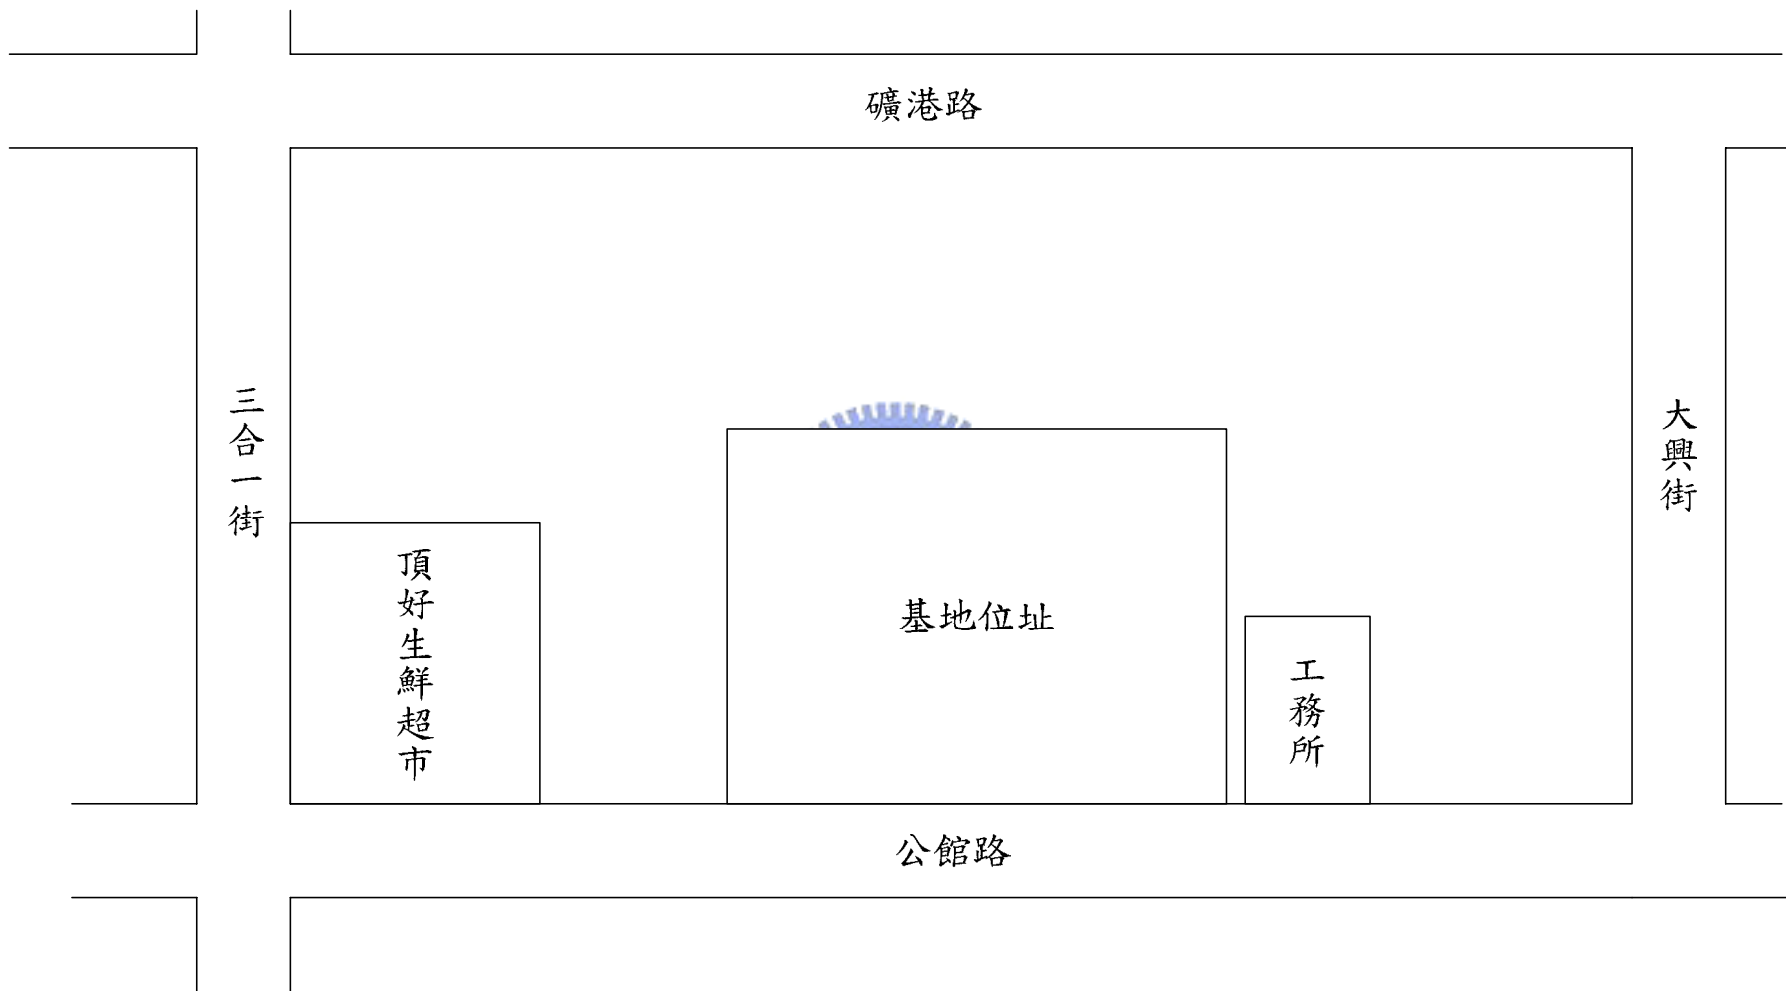 礦港路
三合一街
大興街
頂好生鮮超市
基地位址
工務所
公館路